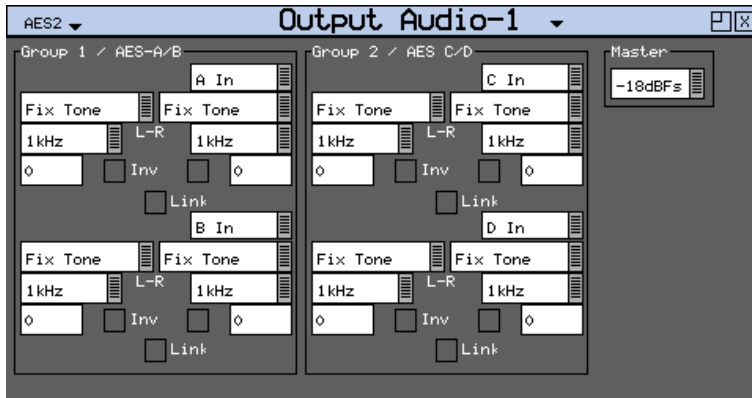 AES2 Output Audio-1
Group 1 / AES-A/B
A In
Fix Tone Fix Tone
1kHz L-R 1kHz
0 Inv 0
Link
B In
Fix Tone Fix Tone
1kHz L-R 1kHz
0 Inv 0
Link
Group 2 / AES C/D
C In
Fix Tone Fix Tone
1kHz L-R 1kHz
0 Inv 0
Link
D In
Fix Tone Fix Tone
1kHz L-R 1kHz
0 Inv 0
Link
Master
-18dBFs